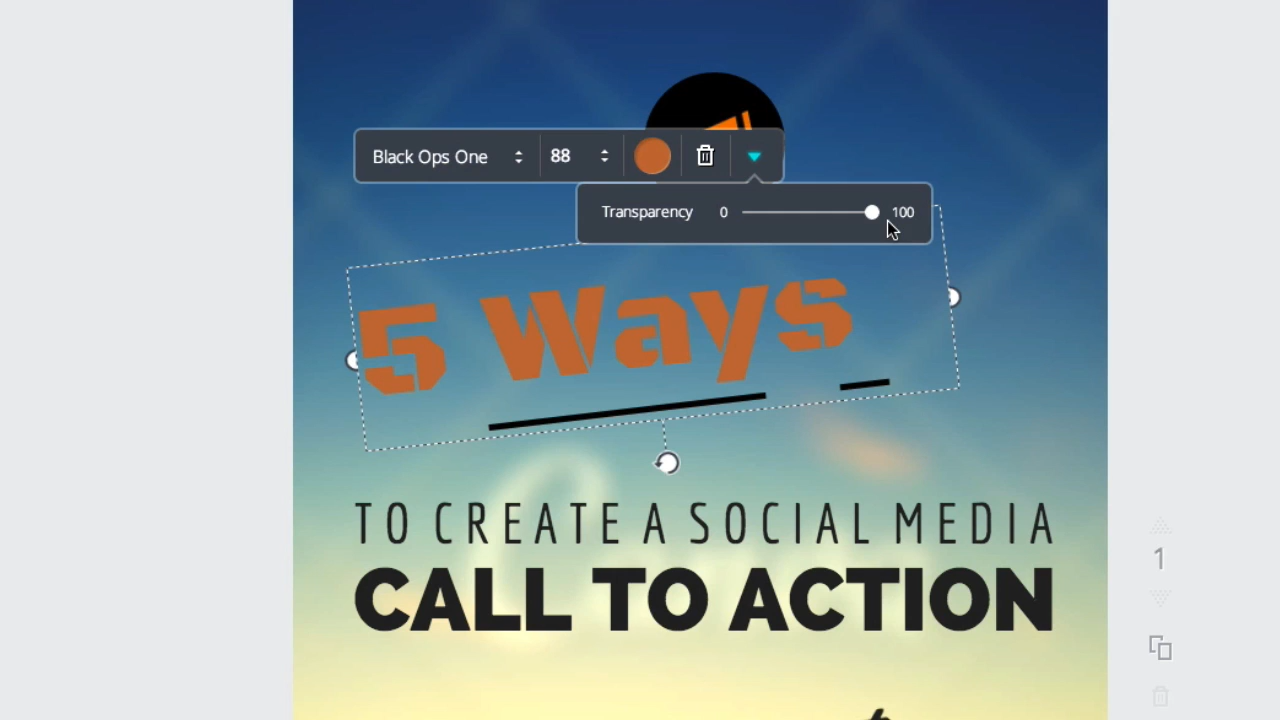 Black Ops One 88
Transparency 0 100
5 Ways
TO CREATE A SOCIAL MEDIA
CALL TO ACTION
1